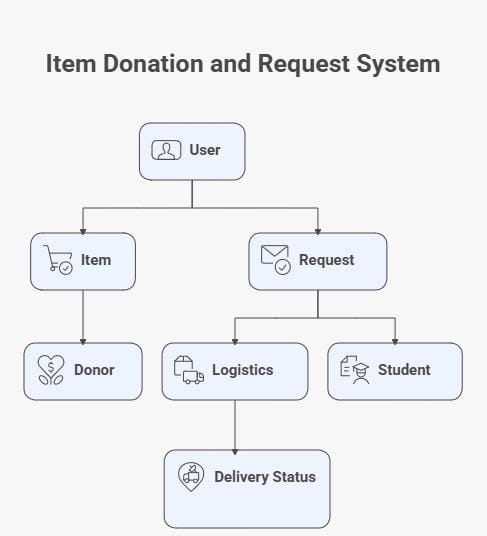 Item Donation and Request System
User
Item
Request
Donor
Logistics
Student
Delivery Status